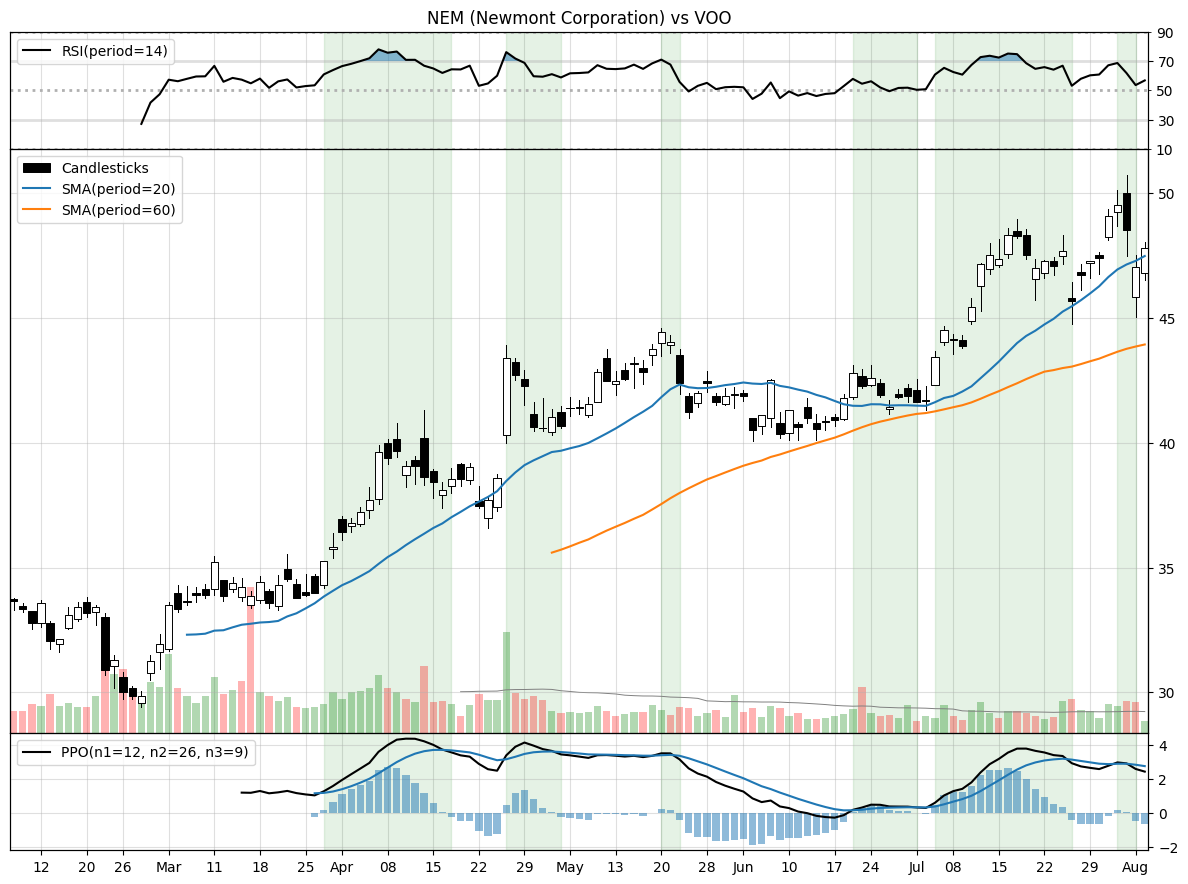 NEM (Newmont Corporation) vs VOO
RSI(period=14)
90
70
50
30
10
Candlesticks
SMA(period=20)
SMA(period=60)
50
45
40
35
30
PPO(n1=12, n2=26, n3=9)
4
2
0
−2
12 20 26 Mar 11 18 25 Apr 08 15 22 29 May 13 20 28 Jun 10 17 24 Jul 08 15 22 29 Aug